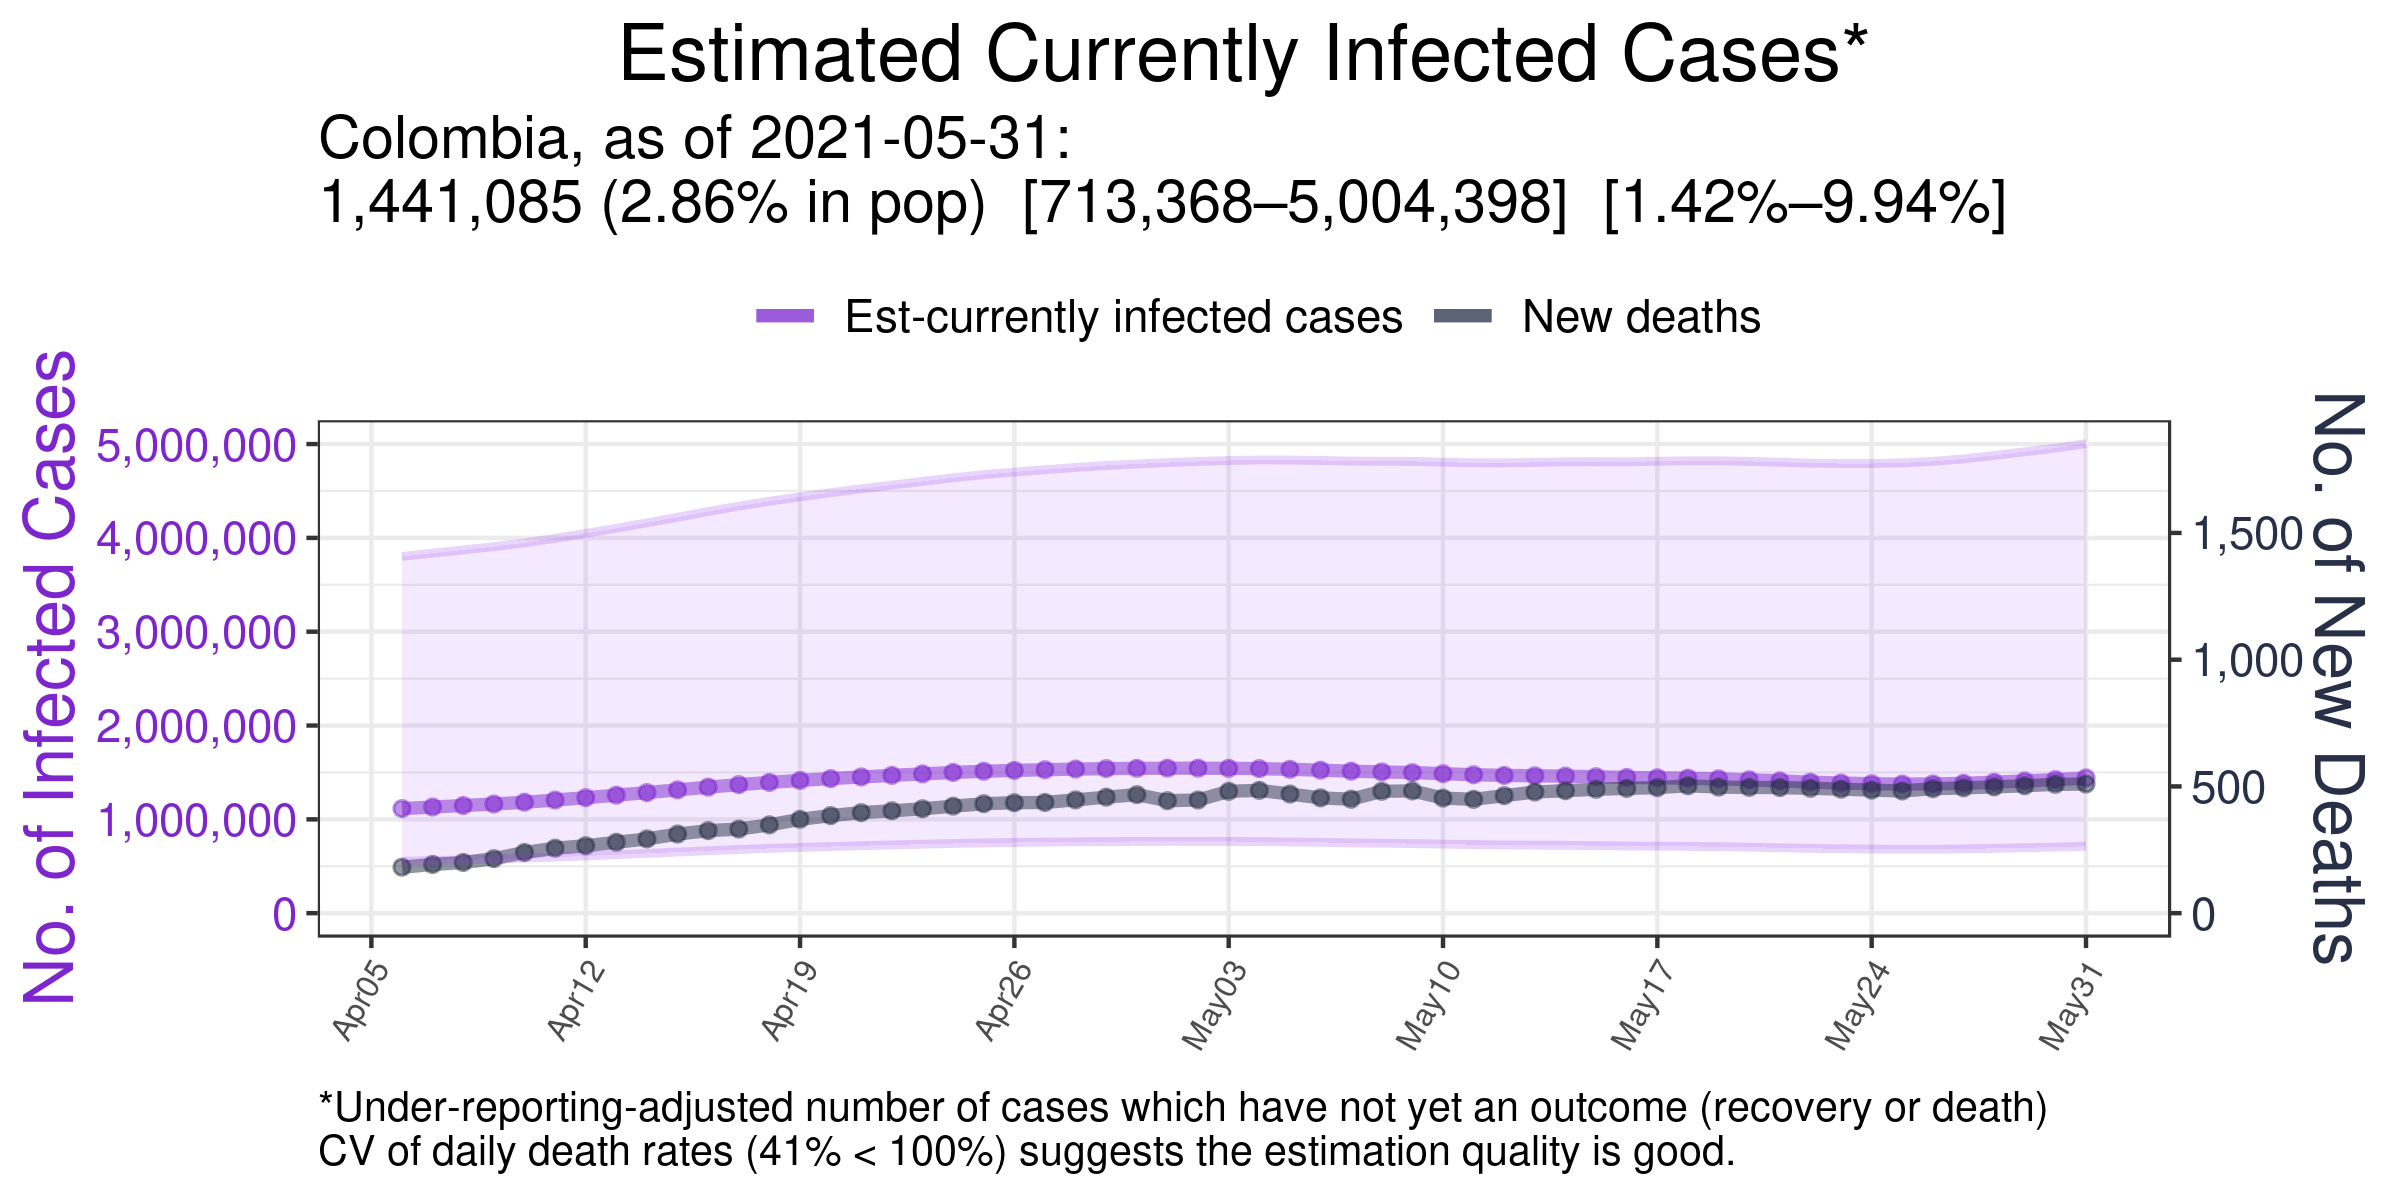 Estimated Currently Infected Cases*
Colombia, as of 2021-05-31:
1,441,085 (2.86% in pop)  [713,368–5,004,398]  [1.42%–9.94%]
Est-currently infected cases
New deaths
No. of Infected Cases
5,000,000
4,000,000
3,000,000
2,000,000
1,000,000
0
1,500
1,000
500
0
No. of New Deaths
Apr05
Apr12
Apr19
Apr26
May03
May10
May17
May24
May31
*Under-reporting-adjusted number of cases which have not yet an outcome (recovery or death)
CV of daily death rates (41% < 100%) suggests the estimation quality is good.